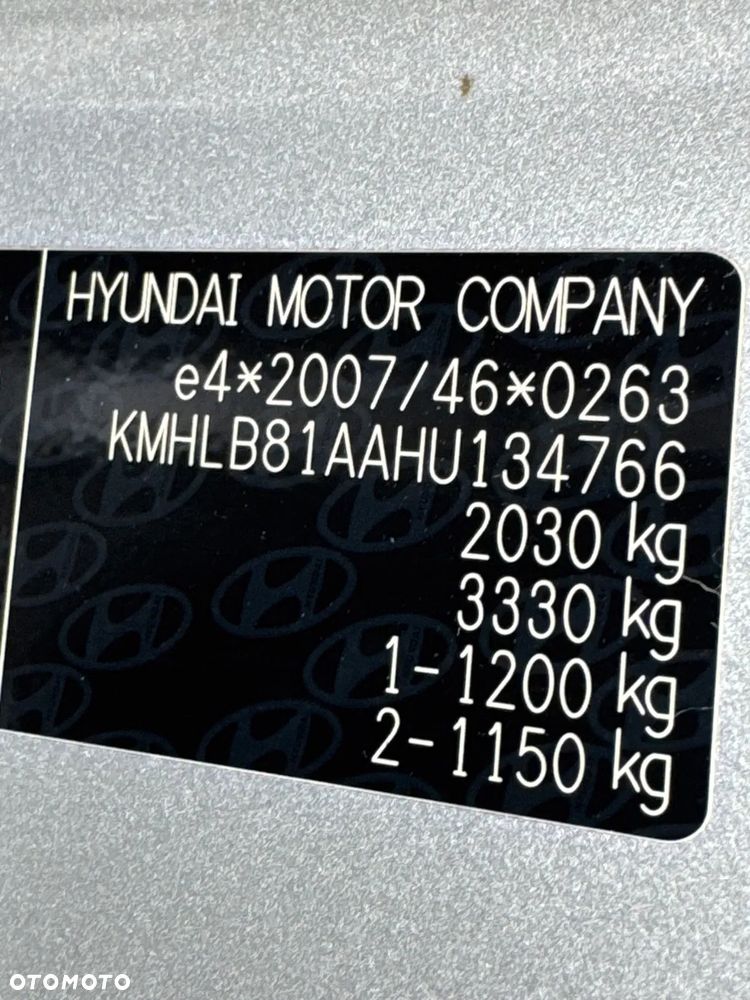 HYUNDAI MOTOR COMPANY
e4*2007/46*0263
KMHLB81AAHU134766
2030 kg
3330 kg
1-1200 kg
2-1150 kg
OTOMOTO